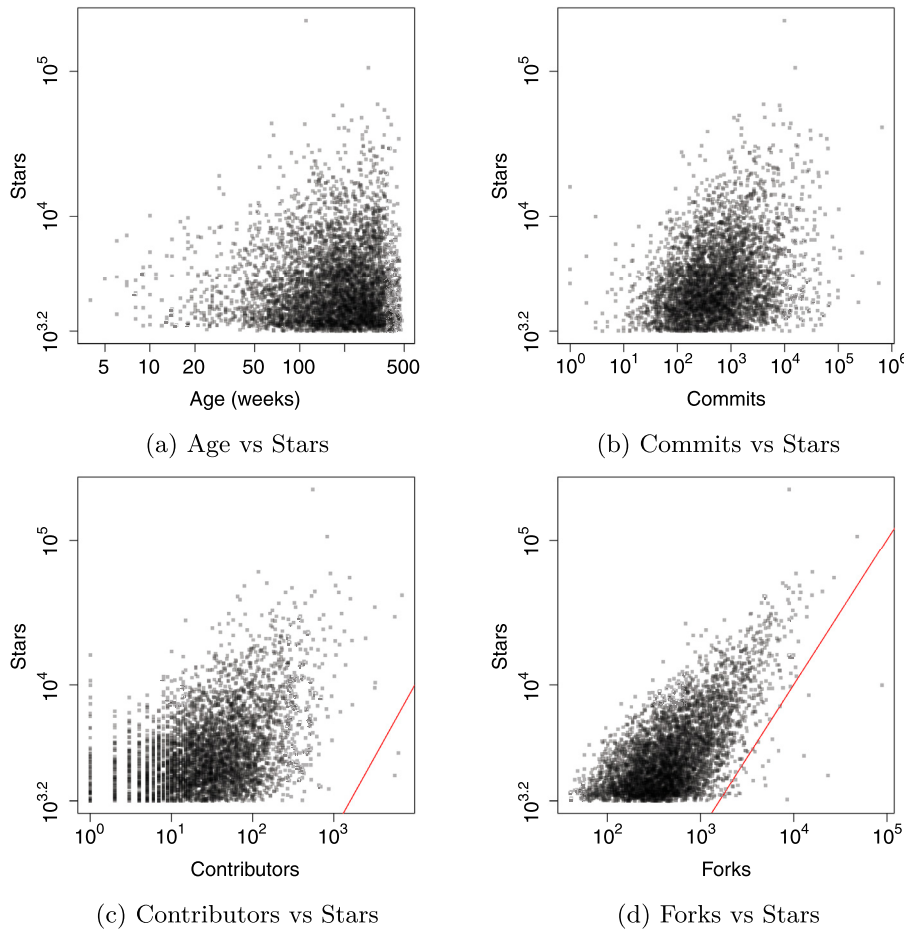 Stars
10^5
10^4
10^3.2
5 10 20 50 100 500
Age (weeks)
(a) Age vs Stars
Stars
10^5
10^4
10^3.2
10^0 10^1 10^2 10^3 10^4 10^5 10^6
Commits
(b) Commits vs Stars
Stars
10^5
10^4
10^3.2
10^0 10^1 10^2 10^3
Contributors
(c) Contributors vs Stars
Stars
10^5
10^4
10^3.2
10^2 10^3 10^4 10^5
Forks
(d) Forks vs Stars